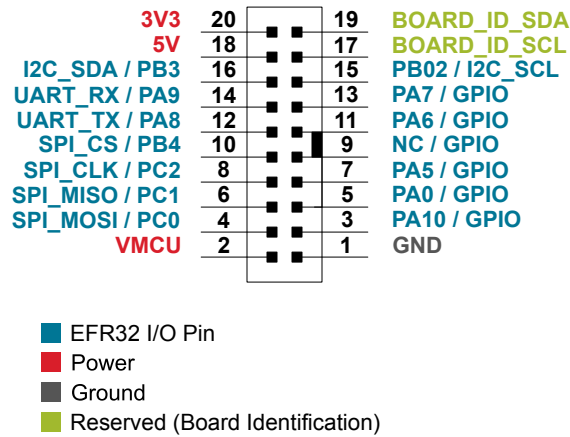 3V3 20 19 BOARD_ID_SDA
5V 18 17 BOARD_ID_SCL
I2C_SDA / PB3 16 15 PB02 / I2C_SCL
UART_RX / PA9 14 13 PA7 / GPIO
UART_TX / PA8 12 11 PA6 / GPIO
SPI_CS / PB4 10 9 NC / GPIO
SPI_CLK / PC2 8 7 PA5 / GPIO
SPI_MISO / PC1 6 5 PA0 / GPIO
SPI_MOSI / PC0 4 3 PA10 / GPIO
VMCU 2 1 GND
EFR32 I/O Pin
Power
Ground
Reserved (Board Identification)